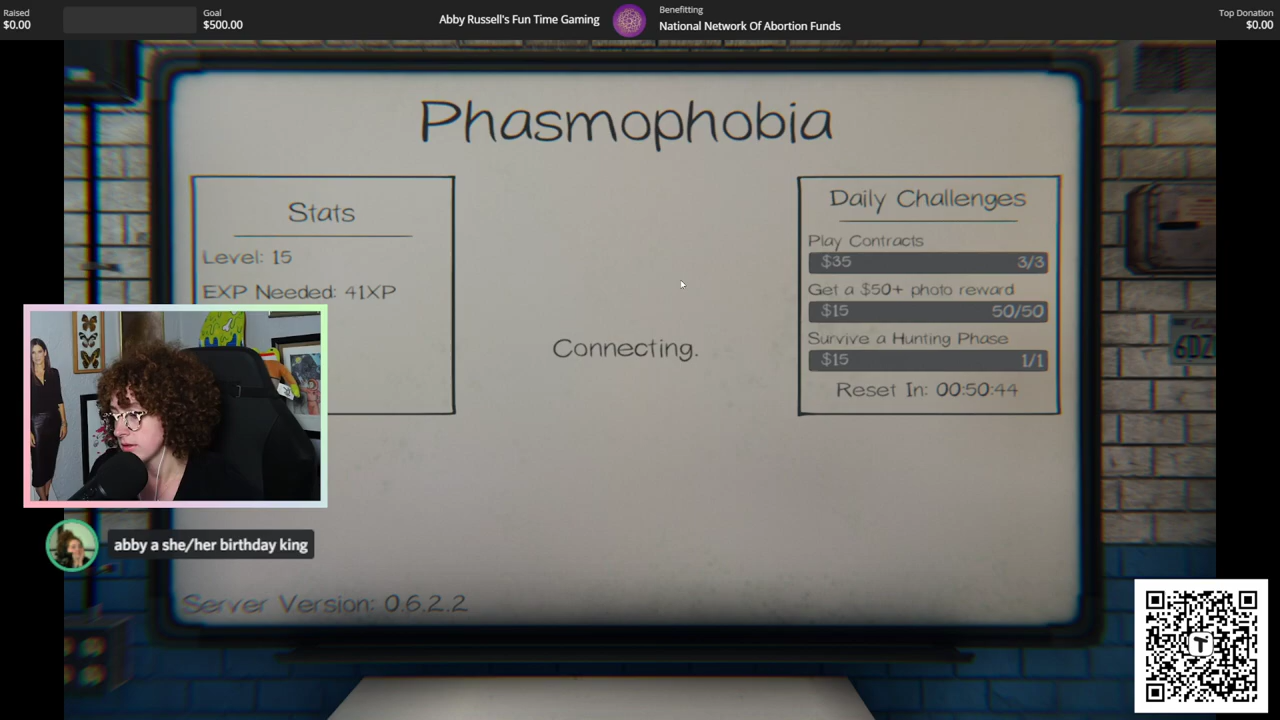 Raised
$0.00
Goal
$500.00
Abby Russell's Fun Time Gaming
Benefitting
National Network Of Abortion Funds
Top Donation
$0.00
Phasmophobia
Stats
Level: 15
EXP Needed: 41XP
Connecting.
Daily Challenges
Play Contracts
$35 3/3
Get a $50+ photo reward
$15 50/50
Survive a Hunting Phase
$15 1/1
Reset In: 00:50:44
6DZ
abby a she/her birthday king
Server Version: 0.6.2.2
T